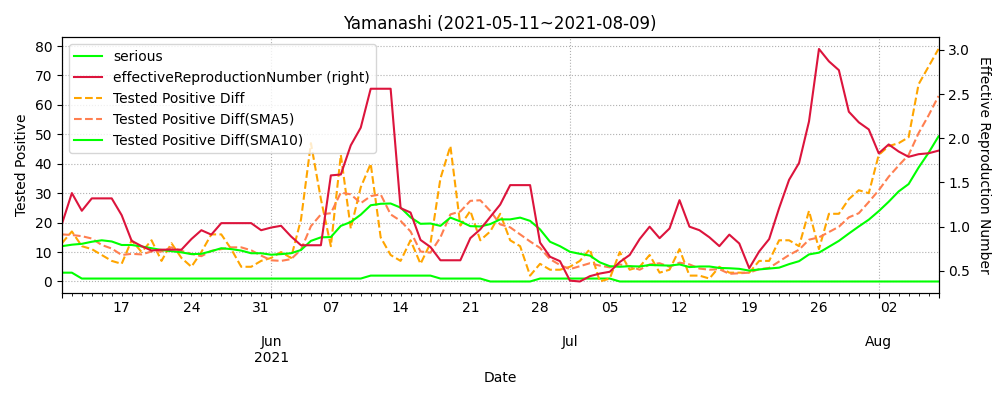 Yamanashi (2021-05-11~2021-08-09)
serious
effectiveReproductionNumber (right)
Tested Positive Diff
Tested Positive Diff(SMA5)
Tested Positive Diff(SMA10)
80
70
60
50
40
30
20
10
0
Tested Positive
3.0
2.5
2.0
1.5
1.0
0.5
Effective Reproduction Number
17 24 31 07 14 21 28 05 12 19 26 02
Jun Jul Aug
2021
Date